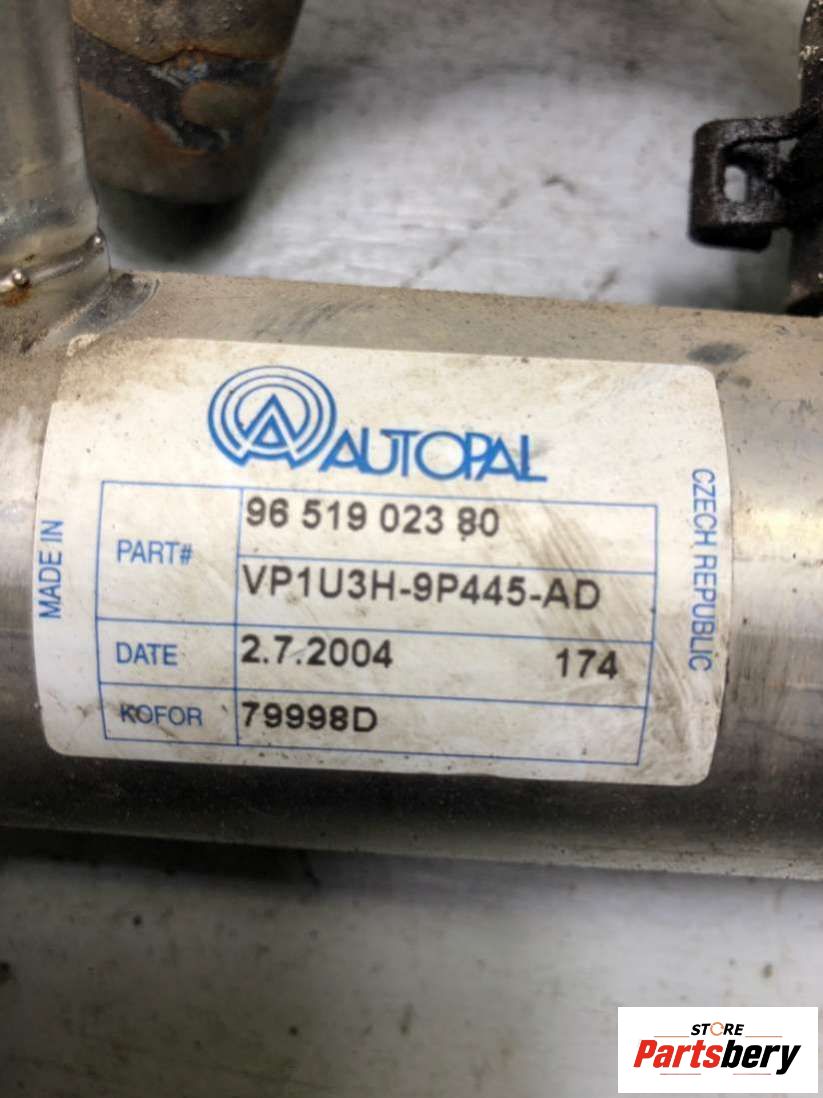 AUTOPAL
MADE IN
PART#
96 519 023 80
VP1U3H-9P445-AD
DATE
2.7.2004 174
KOFOR
79998D
CZECH REPUBLIC
STORE
Partsbery